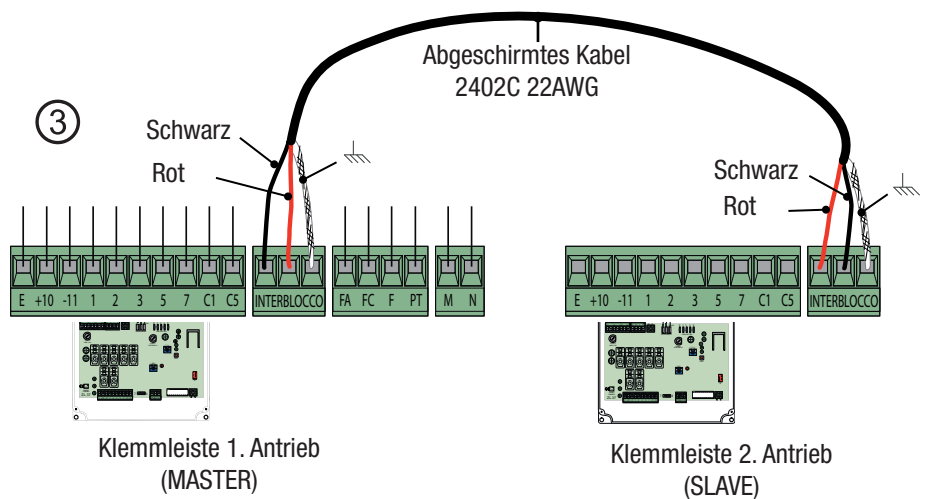 Abgeschirmtes Kabel
2402C 22AWG
3
Schwarz
Rot
Schwarz
Rot
E +10 -11 1 2 3 5 7 C1 C5 INTERBLOCCO FA FC F PT M N
E +10 -11 1 2 3 5 7 C1 C5 INTERBLOCCO
Klemmleiste 1. Antrieb
(MASTER)
Klemmleiste 2. Antrieb
(SLAVE)